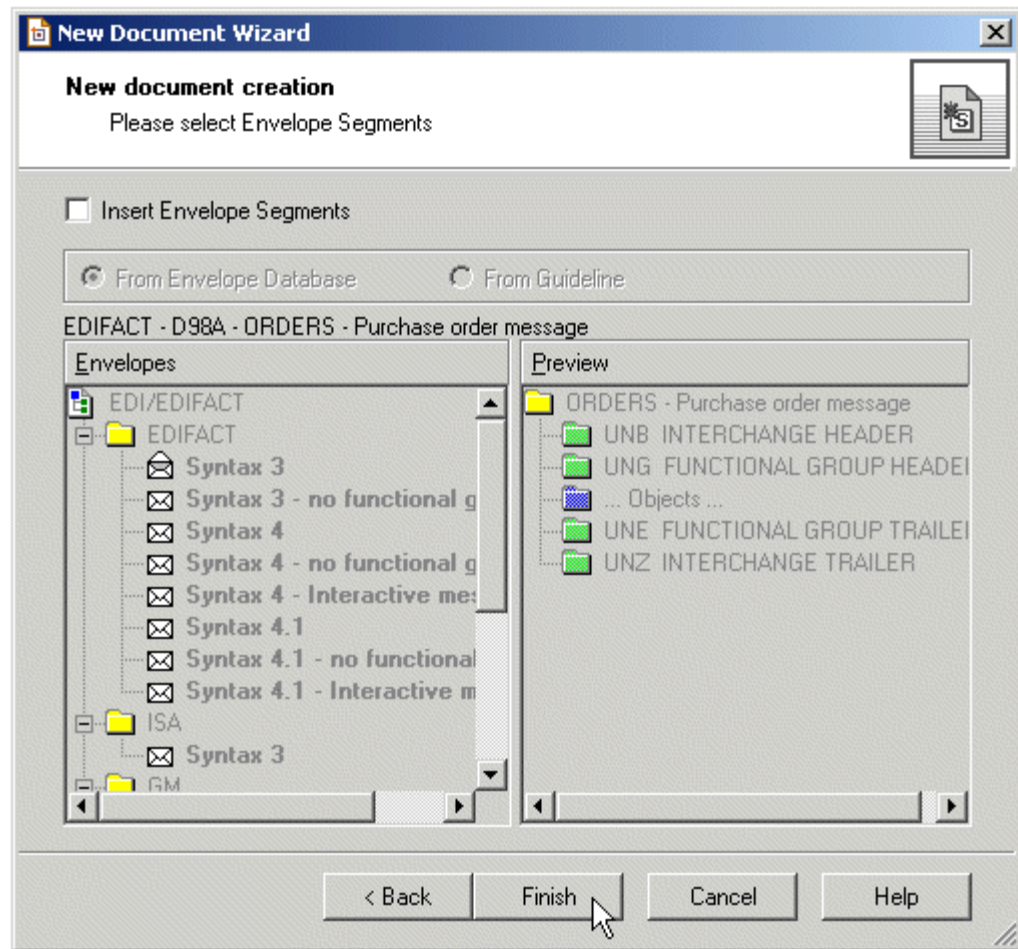 New Document Wizard
New document creation
Please select Envelope Segments
S
Insert Envelope Segments
From Envelope Database From Guideline
EDIFACT - D98A - ORDERS - Purchase order message
Envelopes
EDI/EDIFACT
EDIFACT
Syntax 3
Syntax 3 - no functional g
Syntax 4
Syntax 4 - no functional g
Syntax 4 - Interactive mes
Syntax 4.1
Syntax 4.1 - no functional
Syntax 4.1 - Interactive m
ISA
Syntax 3
GM
Preview
ORDERS - Purchase order message
UNB INTERCHANGE HEADER
UNG FUNCTIONAL GROUP HEADE
... Objects ...
UNE FUNCTIONAL GROUP TRAILE
UNZ INTERCHANGE TRAILER
< Back Finish Cancel Help